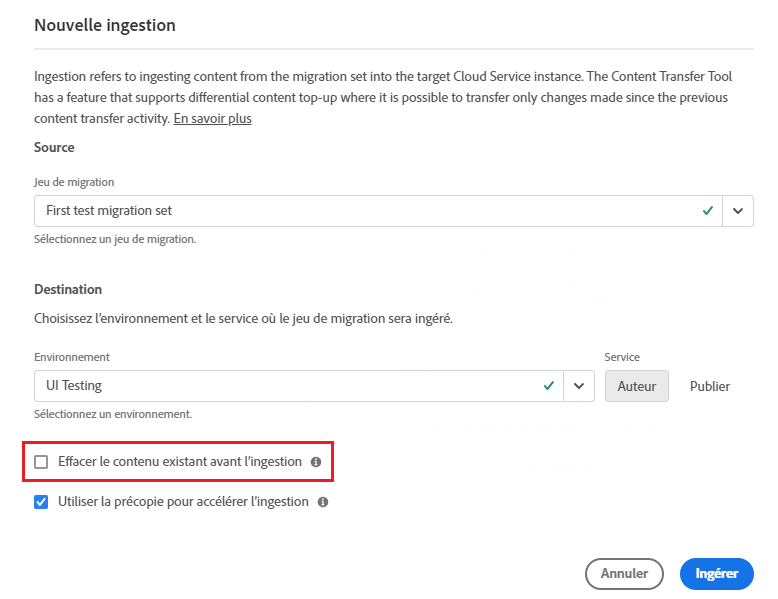 Nouvelle ingestion
Ingestion refers to ingesting content from the migration set into the target Cloud Service instance. The Content Transfer Tool
has a feature that supports differential content top-up where it is possible to transfer only changes made since the previous
content transfer activity. En savoir plus
Source
Jeu de migration
First test migration set
Sélectionnez un jeu de migration.
Destination
Choisissez l’environnement et le service où le jeu de migration sera ingéré.
Environnement Service
UI Testing Auteur Publier
Sélectionnez un environnement.
Effacer le contenu existant avant l’ingestion
Utiliser la précopie pour accélérer l’ingestion
Annuler Ingérer